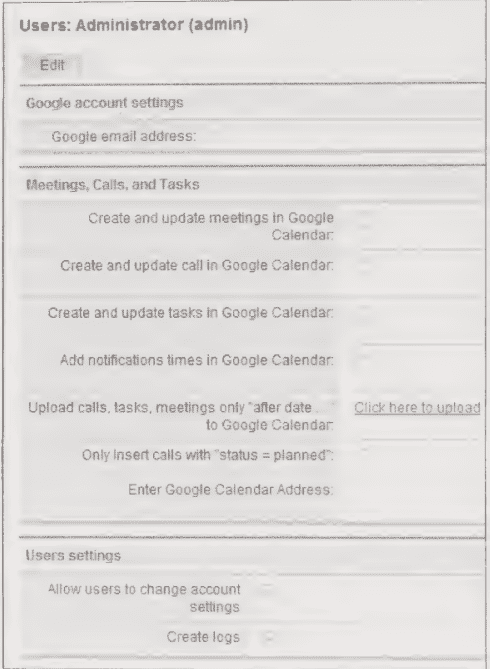 Users: Administrator (admin)
Edit
Google account settings
Google email address:
Meetings, Calls, and Tasks
Create and update meetings in Google
Calendar:
Create and update call in Google Calendar:
Create and update tasks in Google Calendar:
Add notifications times in Google Calendar:
Upload calls, tasks, meetings only "after date ..."
to Google Calendar:
Click here to upload
Only insert calls with "status = planned":
Enter Google Calendar Address:
Users settings
Allow users to change account
settings
Create logs